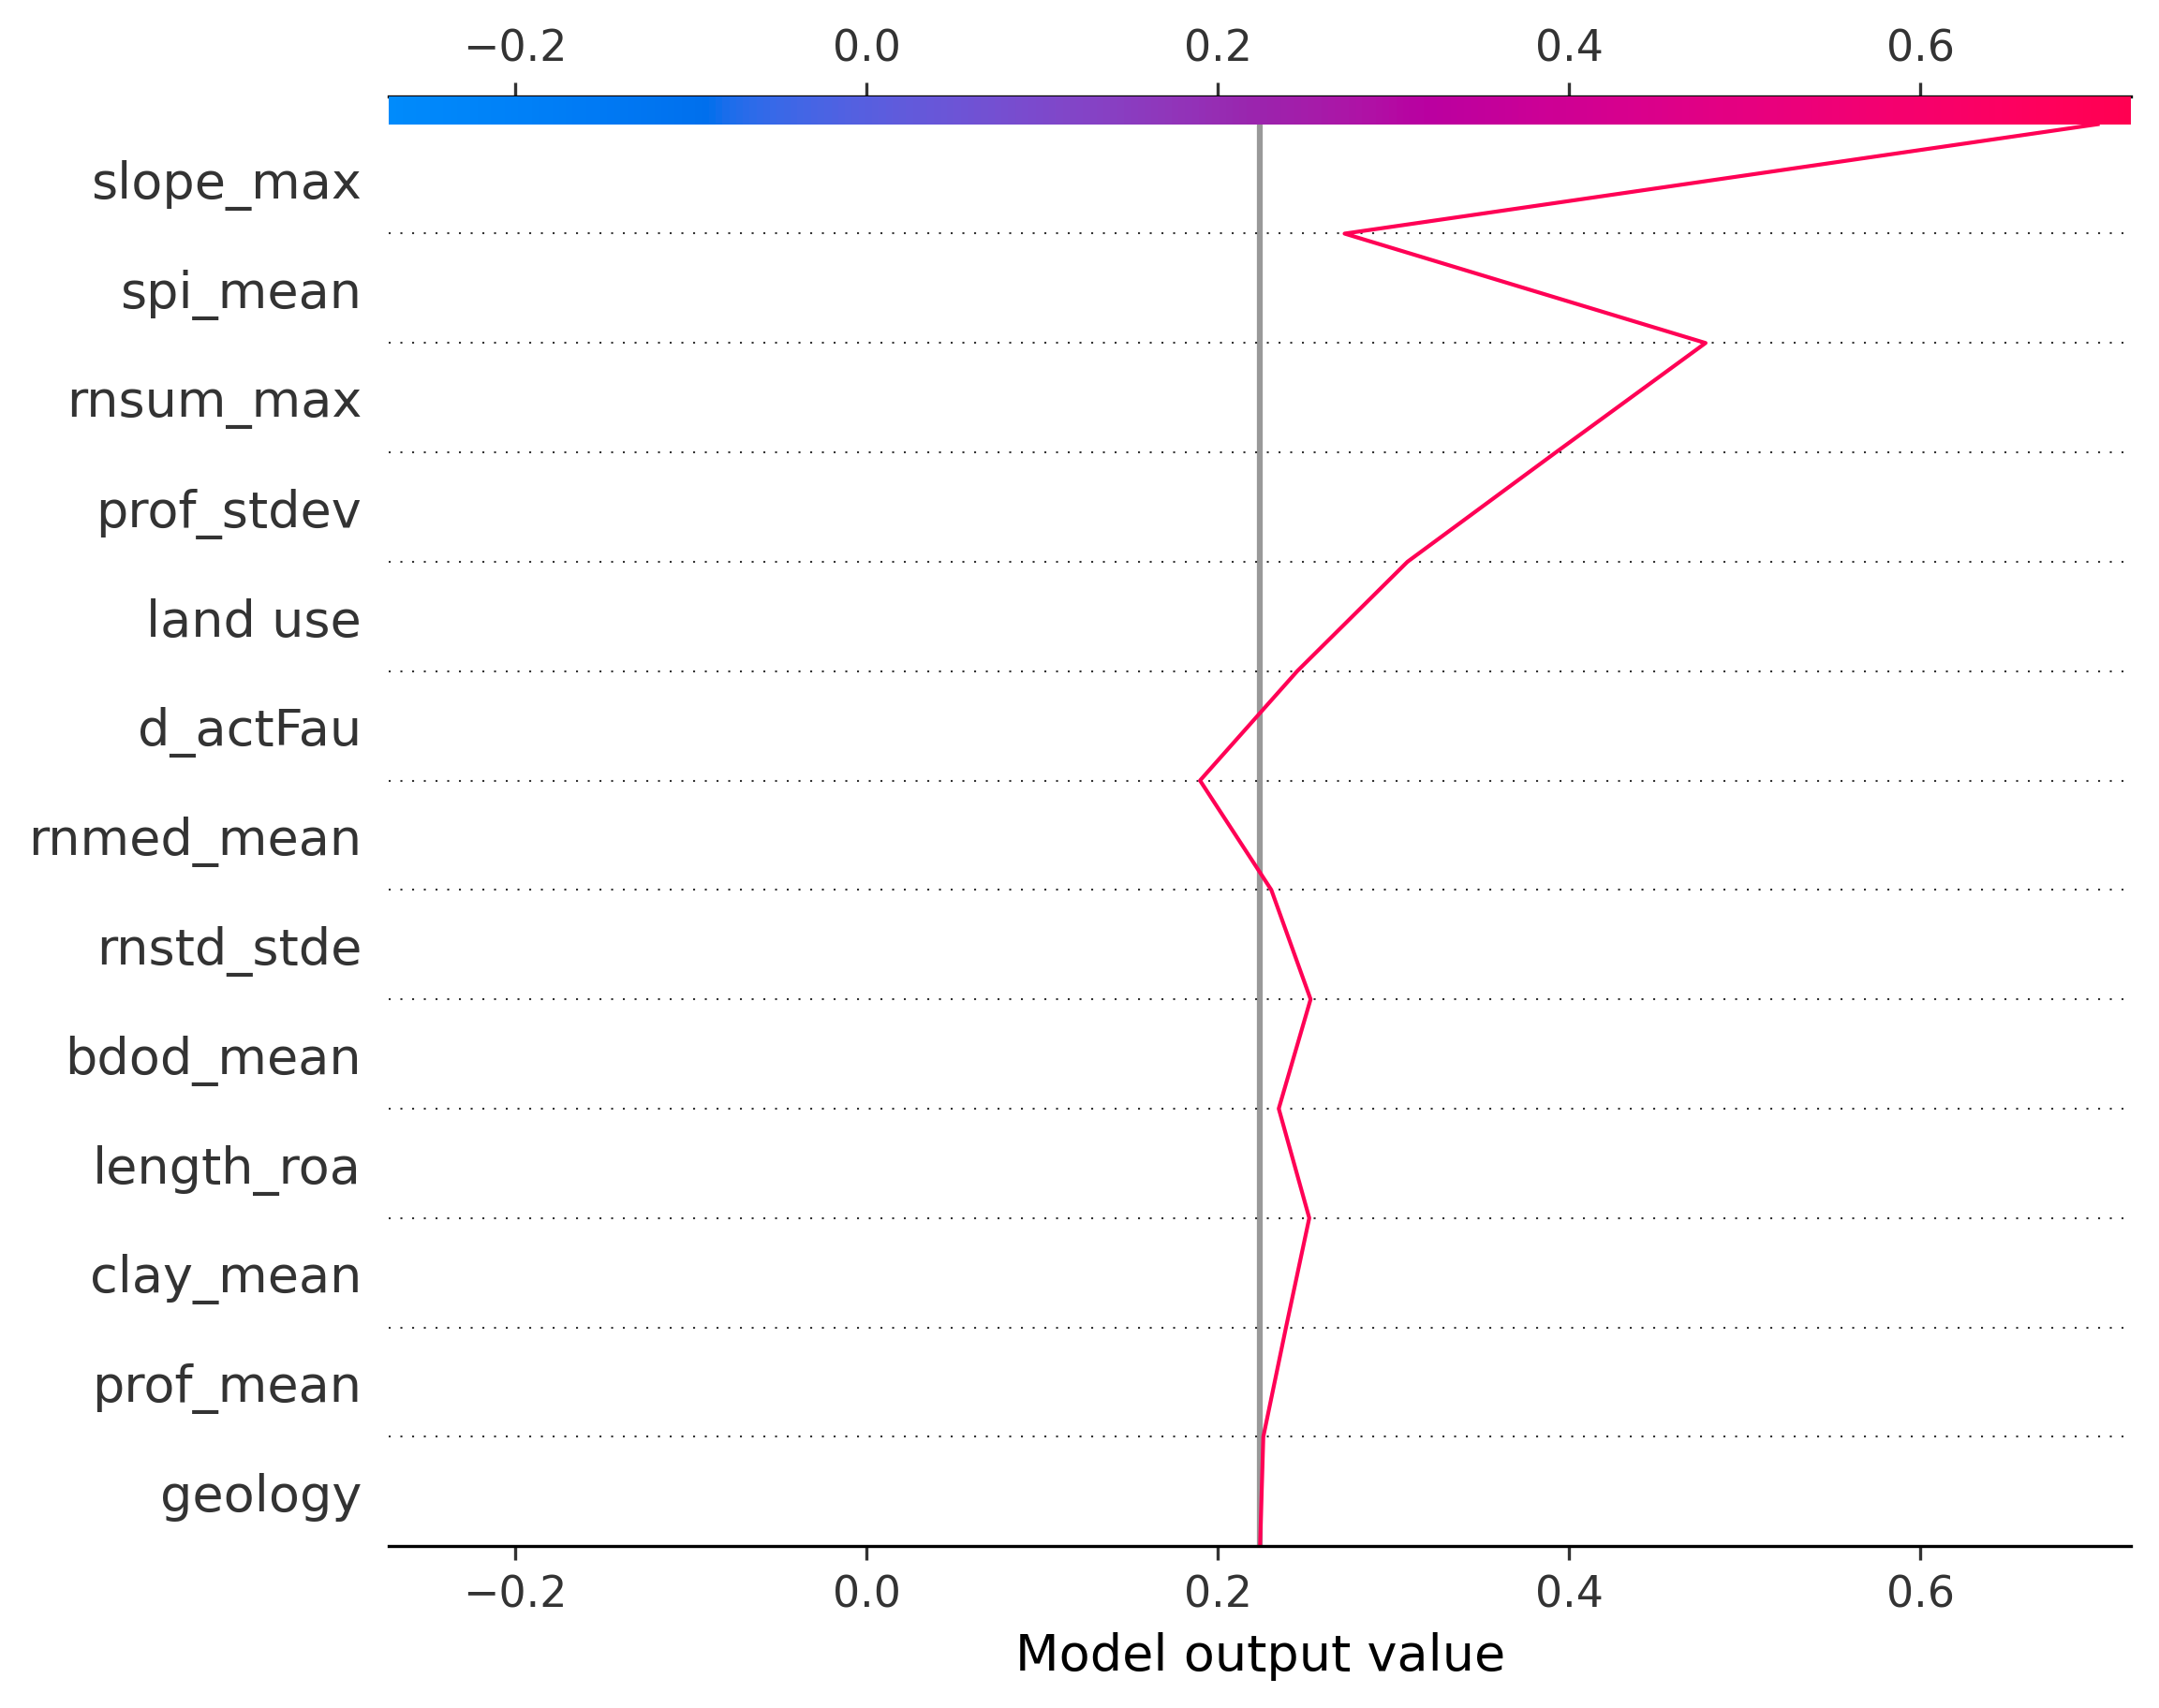 −0.2 0.0 0.2 0.4 0.6
slope_max
spi_mean
rnsum_max
prof_stdev
land use
d_actFau
rnmed_mean
rnstd_stde
bdod_mean
length_roa
clay_mean
prof_mean
geology
−0.2 0.0 0.2 0.4 0.6
Model output value